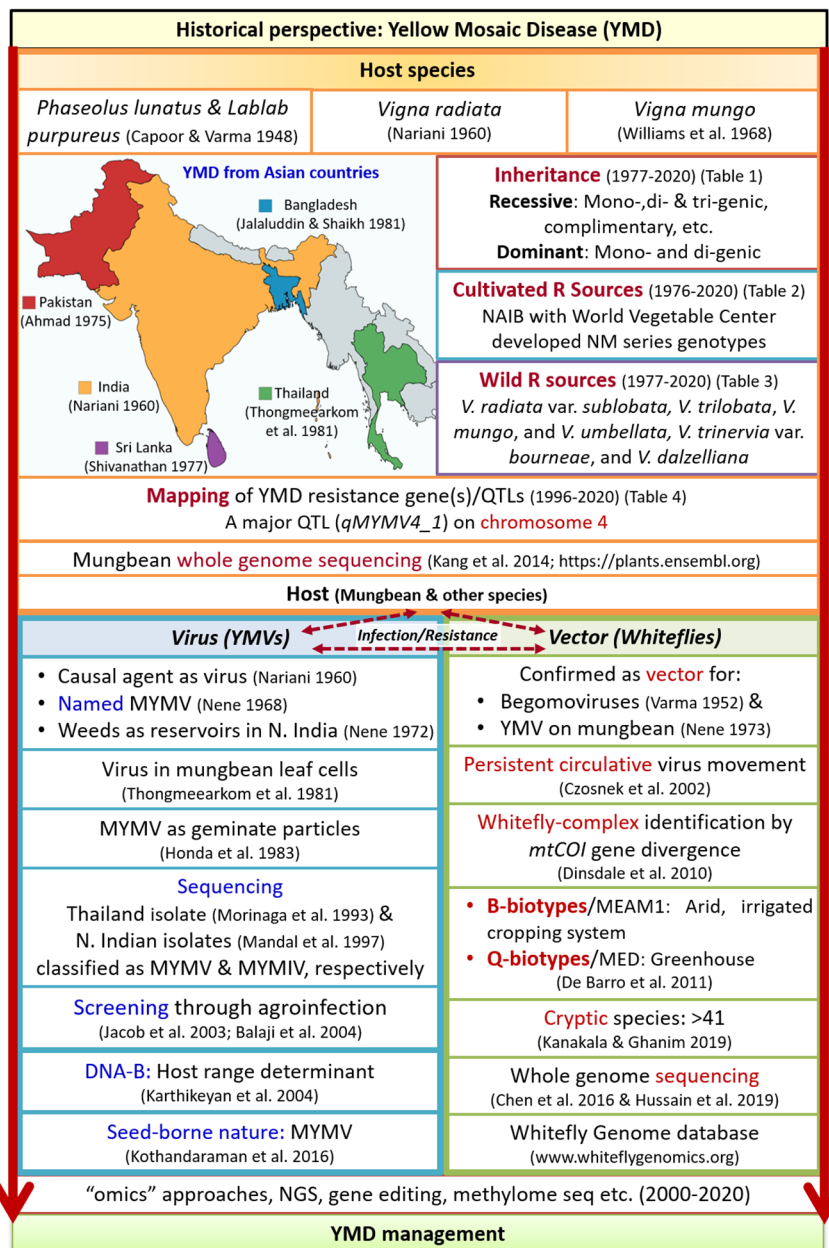 Historical perspective: Yellow Mosaic Disease (YMD)
Host species
Phaseolus lunatus & Lablab
purpureus (Capoor & Varma 1948)
Vigna radiata
(Nariani 1960)
Vigna mungo
(Williams et al. 1968)
YMD from Asian countries
Bangladesh
(Jalaluddin & Shaikh 1981)
Pakistan
(Ahmad 1975)
India
(Nariani 1960)
Thailand
(Thongmeearkom
et al. 1981)
Sri Lanka
(Shivanathan 1977)
Inheritance (1977-2020) (Table 1)
Recessive: Mono-,di- & tri-genic,
complimentary, etc.
Dominant: Mono- and di-genic
Cultivated R Sources (1976-2020) (Table 2)
NAIB with World Vegetable Center
developed NM series genotypes
Wild R sources (1977-2020) (Table 3)
V. radiata var. sublobata, V. trilobata, V.
mungo, and V. umbellata, V. trinervia var.
bourneae, and V. dalzelliana
Mapping of YMD resistance gene(s)/QTLs (1996-2020) (Table 4)
A major QTL (qMYMV4_1) on chromosome 4
Mungbean whole genome sequencing (Kang et al. 2014; https://plants.ensembl.org)
Host (Mungbean & other species)
Virus (YMVs)
Infection/Resistance
Vector (Whiteflies)
• Causal agent as virus (Nariani 1960)
• Named MYMV (Nene 1968)
• Weeds as reservoirs in N. India (Nene 1972)
Virus in mungbean leaf cells
(Thongmeearkom et al. 1981)
MYMV as geminate particles
(Honda et al. 1983)
Sequencing
Thailand isolate (Morinaga et al. 1993) &
N. Indian isolates (Mandal et al. 1997)
classified as MYMV & MYMIV, respectively
Screening through agroinfection
(Jacob et al. 2003; Balaji et al. 2004)
DNA-B: Host range determinant
(Karthikeyan et al. 2004)
Seed-borne nature: MYMV
(Kothandaraman et al. 2016)
Confirmed as vector for:
• Begomoviruses (Varma 1952) &
• YMV on mungbean (Nene 1973)
Persistent circulative virus movement
(Czosnek et al. 2002)
Whitefly-complex identification by
mtCOI gene divergence
(Dinsdale et al. 2010)
• B-biotypes/MEAM1: Arid, irrigated
cropping system
• Q-biotypes/MED: Greenhouse
(De Barro et al. 2011)
Cryptic species: >41
(Kanakala & Ghanim 2019)
Whole genome sequencing
(Chen et al. 2016 & Hussain et al. 2019)
Whitefly Genome database
(www.whiteflygenomics.org)
“omics” approaches, NGS, gene editing, methylome seq etc. (2000-2020)
YMD management